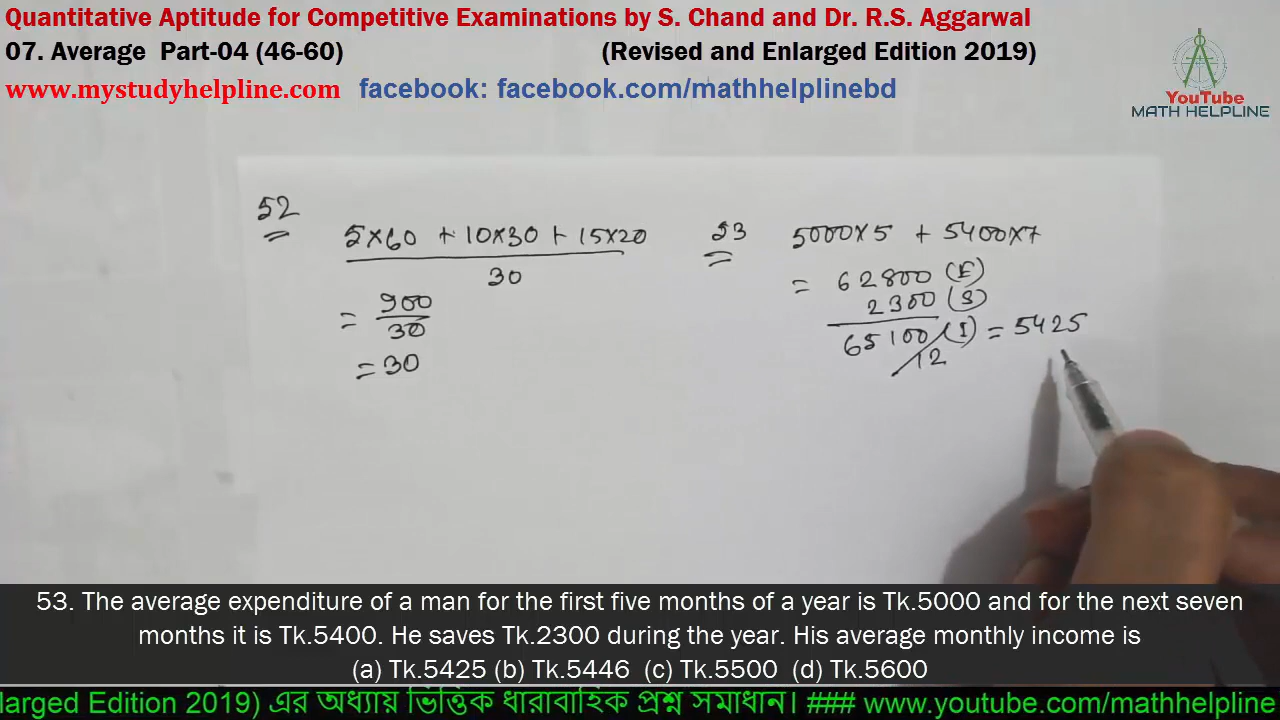 Quantitative Aptitude for Competitive Examinations by S. Chand and Dr. R.S. Aggarwal
07. Average Part-04 (46-60) (Revised and Enlarged Edition 2019)
www.mystudyhelpline.com facebook: facebook.com/mathhelplinebd
YouTube
MATH HELPLINE
52
5×60 + 10×30 + 15×20
30
= 900
30
= 30
53
5000×5 + 5400×7
= 62800 (E)
2300 (S)
65100 (I) = 5425
12
53. The average expenditure of a man for the first five months of a year is Tk.5000 and for the next seven
months it is Tk.5400. He saves Tk.2300 during the year. His average monthly income is
(a) Tk.5425 (b) Tk.5446 (c) Tk.5500 (d) Tk.5600
larged Edition 2019) এর অধ্যায় ভিত্তিক ধারাবাহিক প্রশ্ন সমাধান। ### www.youtube.com/mathhelpline